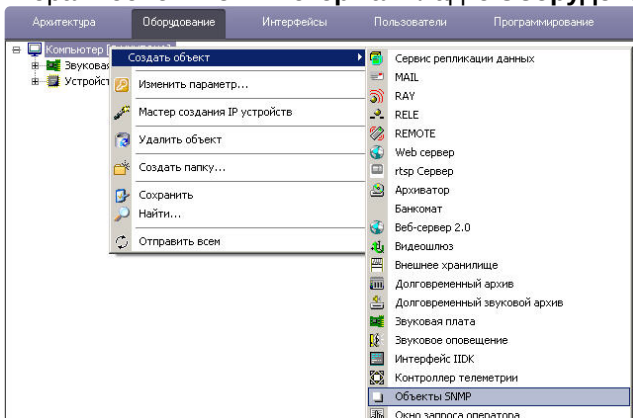 Архитектура Оборудование Интерфейсы Пользователи Программирование
Компьютер
Звуковая
Создать объект
Изменить параметр...
Мастер создания IP устройств
Удалить объект
Создать папку...
Сохранить
Найти...
Отправить всем
Сервис репликации данных
MAIL
RAY
RELE
REMOTE
Web сервер
rtsp Сервер
Архиватор
Банкомат
Веб-сервер 2.0
Видеошлюз
Внешнее хранилище
Долговременный архив
Долговременный звуковой архив
Звуковая плата
Звуковое оповещение
Интерфейс IIDK
Контроллер телеметрии
Объекты SNMP
Окно запроса оператора